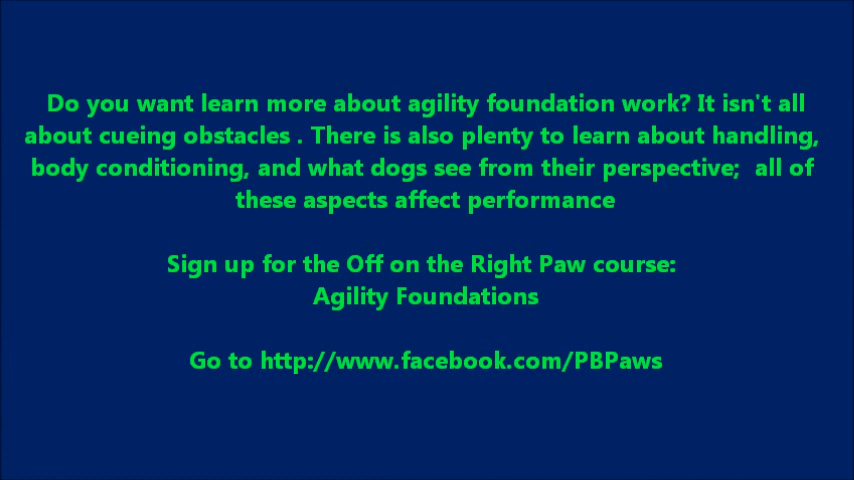 Do you want learn more about agility foundation work? It isn't all
about cueing obstacles . There is also plenty to learn about handling,
body conditioning, and what dogs see from their perspective;  all of
these aspects affect performance
Sign up for the Off on the Right Paw course:
Agility Foundations
Go to http://www.facebook.com/PBPaws